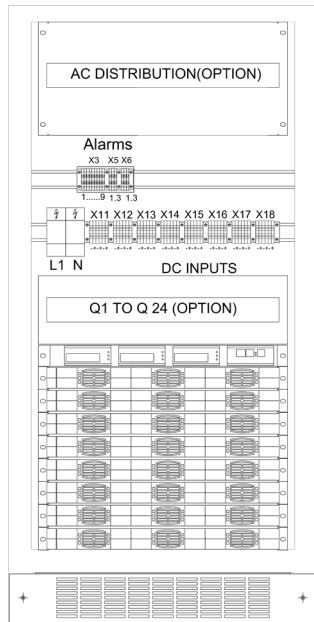 AC DISTRIBUTION(OPTION)
Alarms
X3 X5 X6
1......9 1.3 1.3
X11 X12 X13 X14 X15 X16 X17 X18
L1 N
DC INPUTS
Q1 TO Q 24 (OPTION)